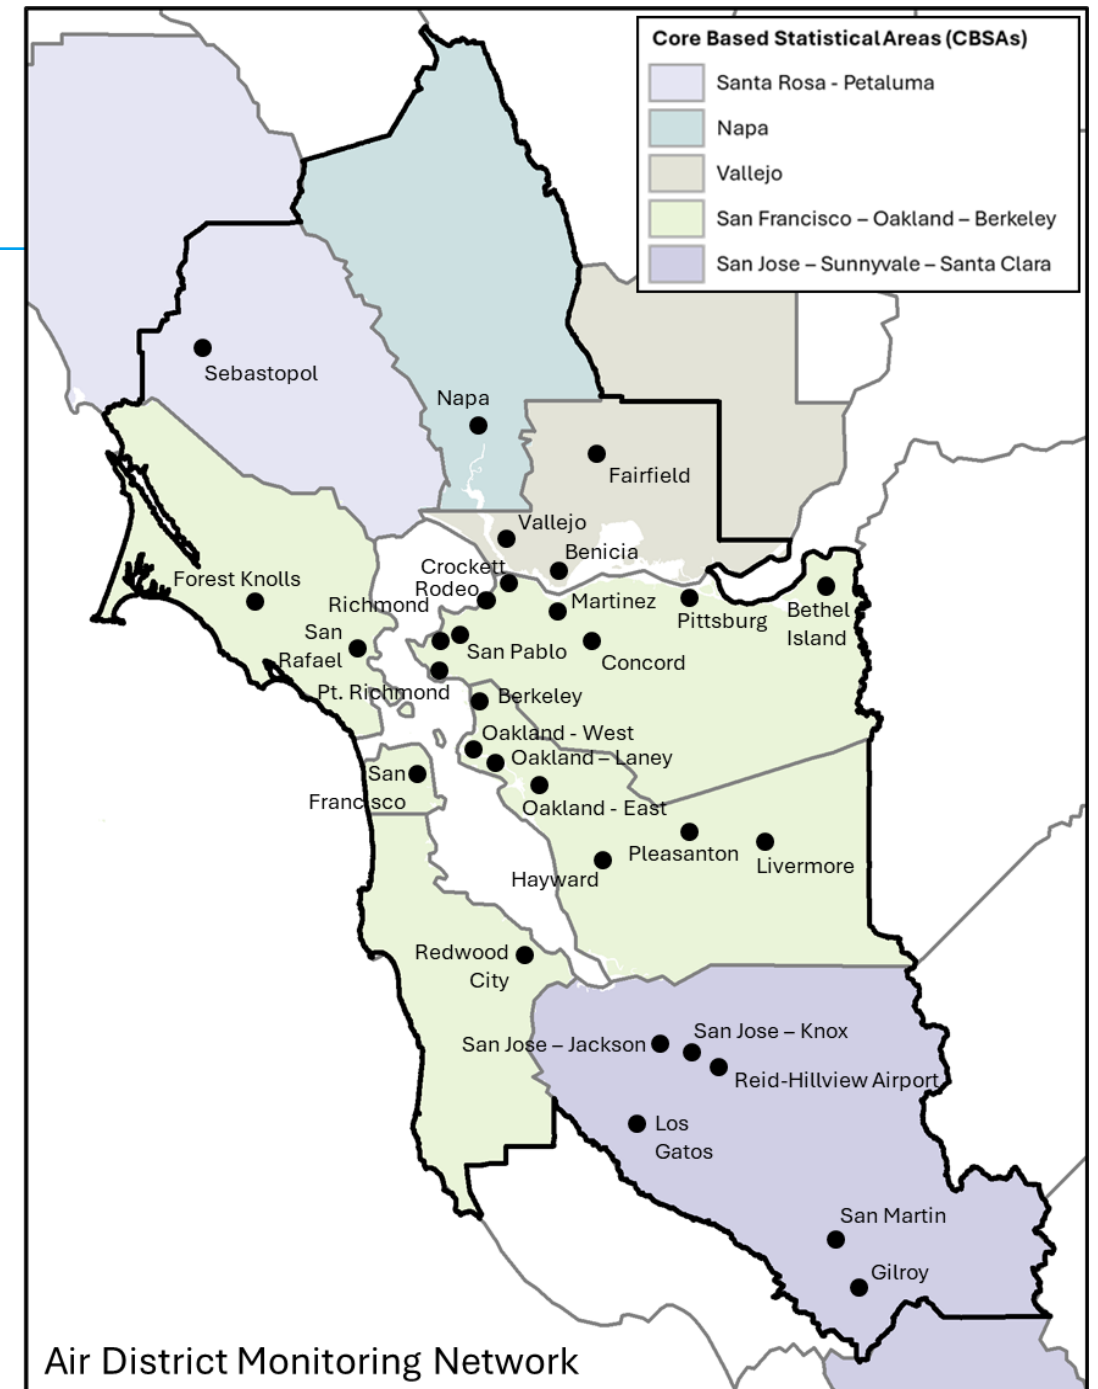 Core Based Statistical Areas (CBSAs)
Santa Rosa - Petaluma
Napa
Vallejo
San Francisco – Oakland – Berkeley
San Jose – Sunnyvale – Santa Clara
Sebastopol
Napa
Fairfield
Vallejo
Benicia
Crockett
Rodeo
Forest Knolls
Richmond
Martinez
Pittsburg
Bethel
Island
San
Rafael
San Pablo
Concord
Pt. Richmond
Berkeley
Oakland - West
Oakland – Laney
San
Francisco
Oakland - East
Pleasanton
Livermore
Hayward
Redwood
City
San Jose – Jackson
San Jose – Knox
Reid-Hillview Airport
Los
Gatos
San Martin
Gilroy
Air District Monitoring Network